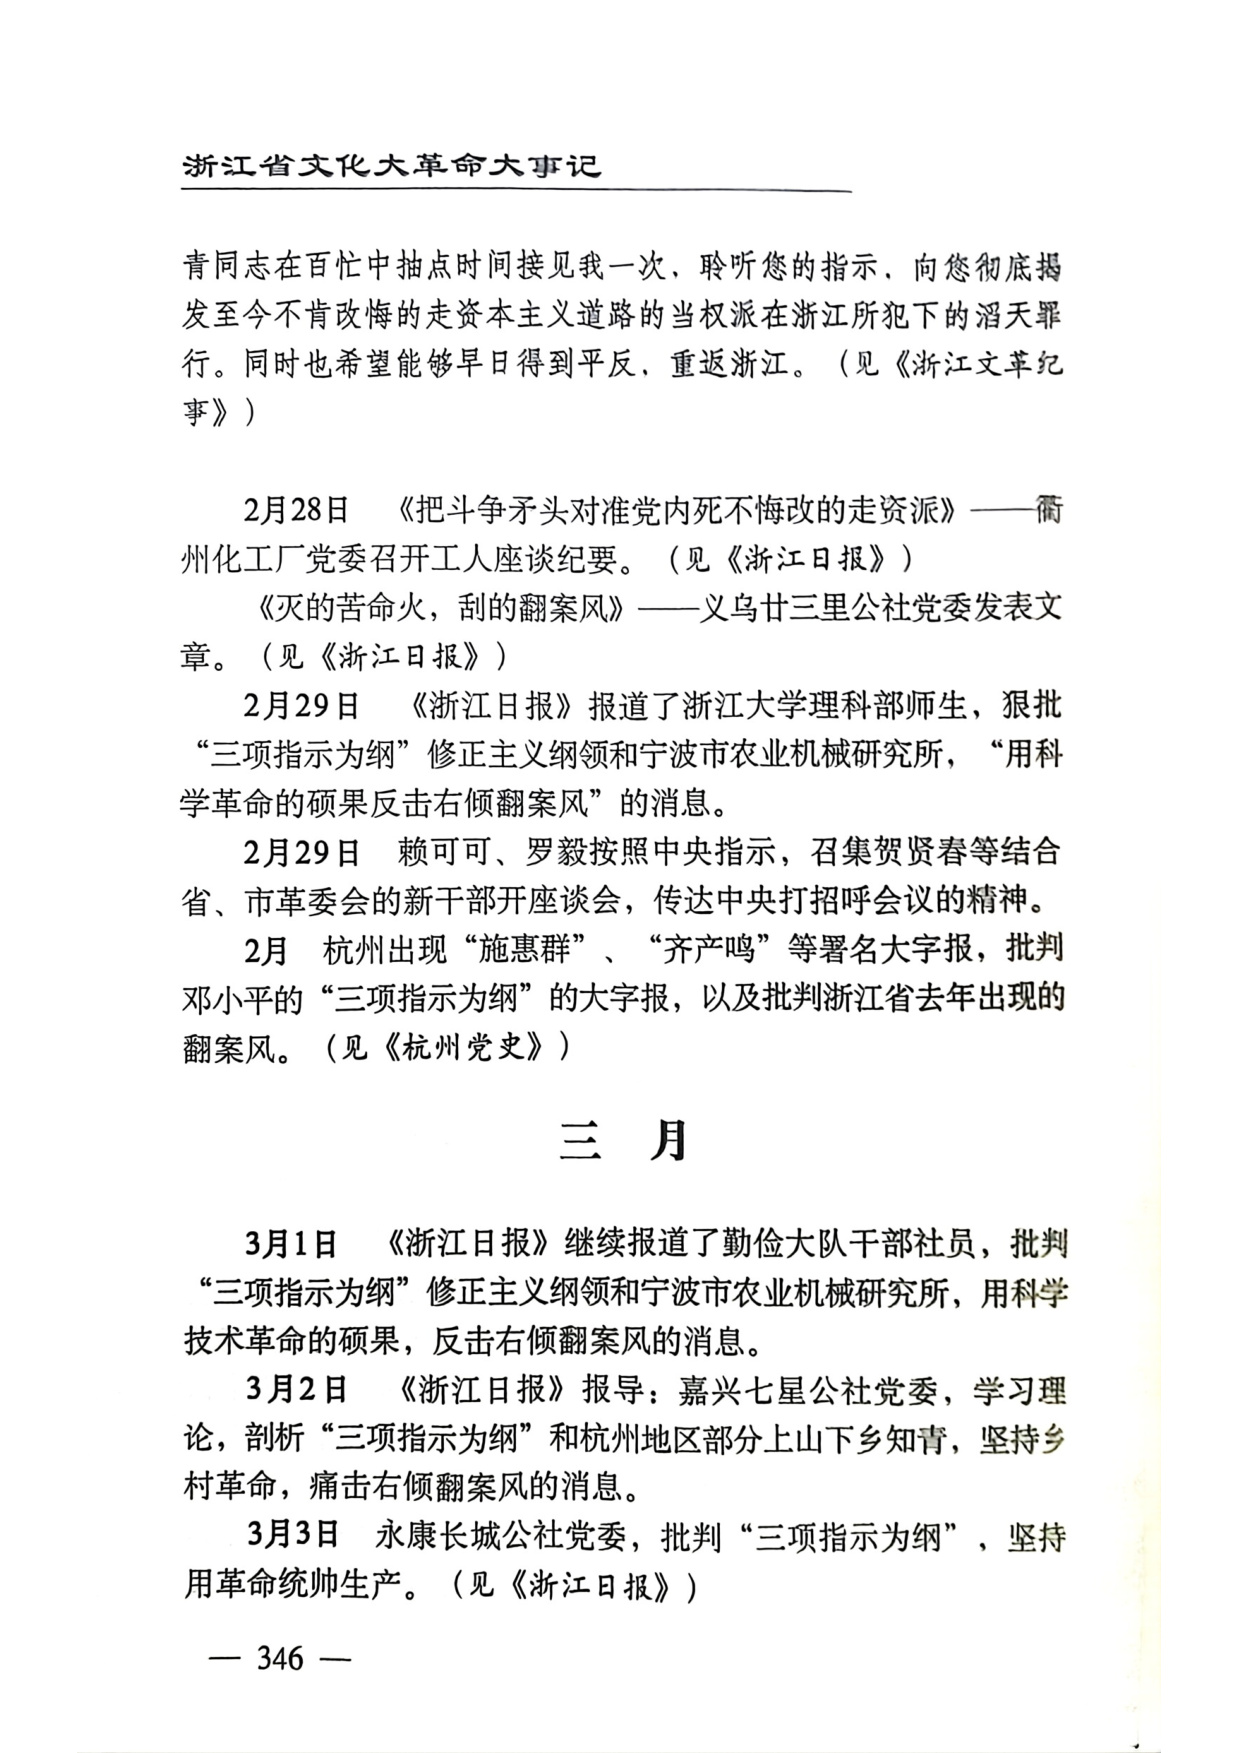 浙江省文化大革命大事记
青同志在百忙中抽点时间接见我一次，聆听您的指示，向您彻底揭
发至今不肯改悔的走资本主义道路的当权派在浙江所犯下的滔天罪
行。同时也希望能够早日得到平反，重返浙江。（见《浙江文革纪
事》）
2月28日　《把斗争矛头对准党内死不悔改的走资派》——衢
州化工厂党委召开工人座谈纪要。（见《浙江日报》）
《灭的苦命火，刮的翻案风》——义乌廿三里公社党委发表文
章。（见《浙江日报》）
2月29日　《浙江日报》报道了浙江大学理科部师生，狠批
“三项指示为纲”修正主义纲领和宁波市农业机械研究所，“用科
学革命的硕果反击右倾翻案风”的消息。
2月29日　赖可可、罗毅按照中央指示，召集贺贤春等结合
省、市革委会的新干部开座谈会，传达中央打招呼会议的精神。
2月　杭州出现“施惠群”、“齐产鸣”等署名大字报，批判
邓小平的“三项指示为纲”的大字报，以及批判浙江省去年出现的
翻案风。（见《杭州党史》）
三　月
3月1日　《浙江日报》继续报道了勤俭大队干部社员，批判
“三项指示为纲”修正主义纲领和宁波市农业机械研究所，用科学
技术革命的硕果，反击右倾翻案风的消息。
3月2日　《浙江日报》报导：嘉兴七星公社党委，学习理
论，剖析“三项指示为纲”和杭州地区部分上山下乡知青，坚持乡
村革命，痛击右倾翻案风的消息。
3月3日　永康长城公社党委，批判“三项指示为纲”，坚持
用革命统帅生产。（见《浙江日报》）
— 346 —